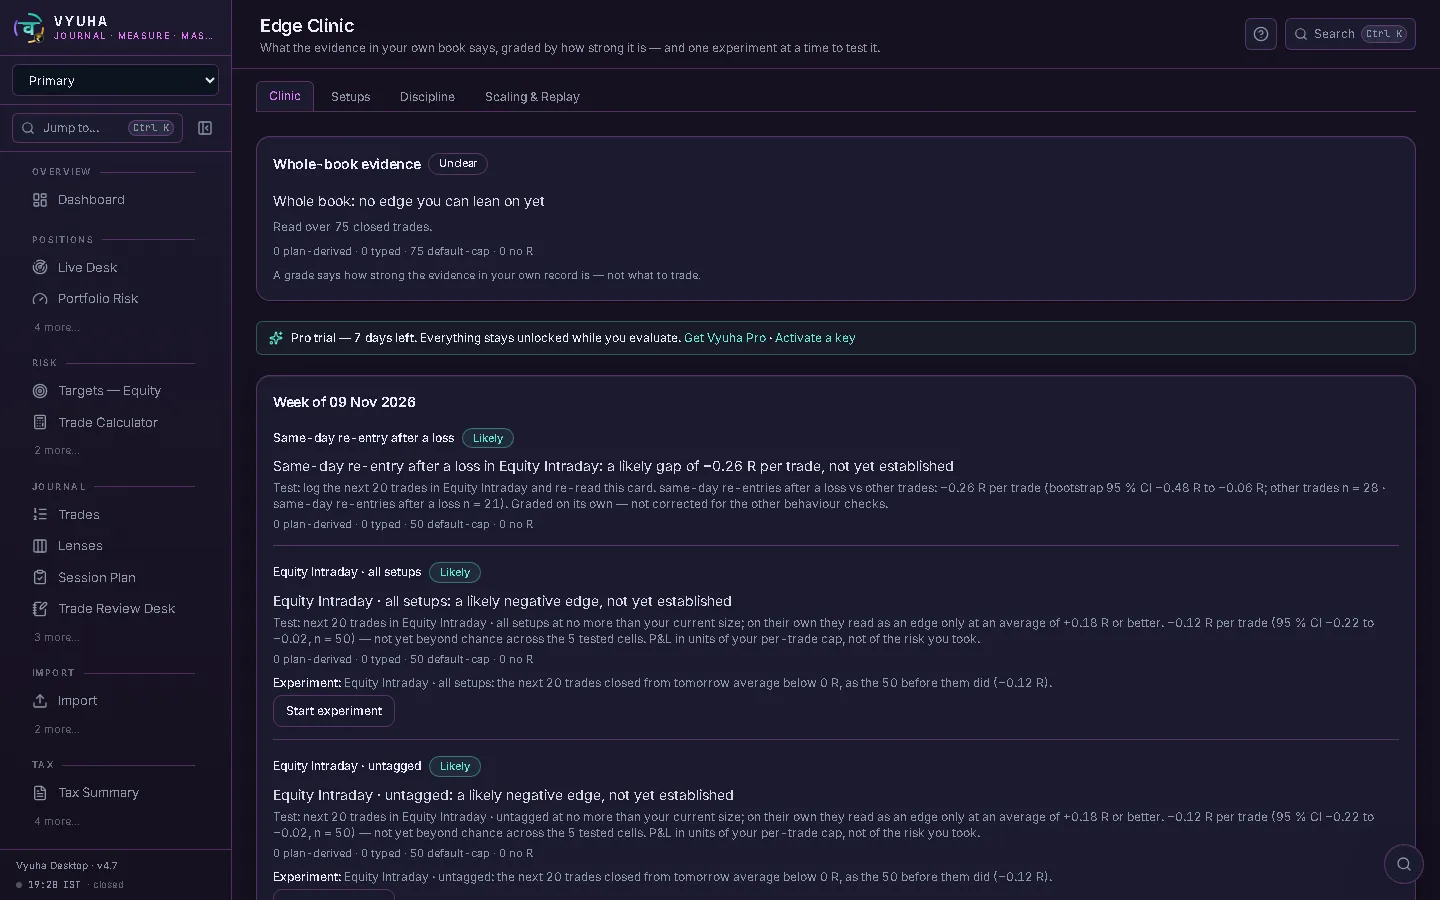 VYUHA
JOURNAL · MEASURE · MAS...
Primary
Jump to... Ctrl K
OVERVIEW
Dashboard
POSITIONS
Live Desk
Portfolio Risk
4 more...
RISK
Targets — Equity
Trade Calculator
2 more...
JOURNAL
Trades
Lenses
Session Plan
Trade Review Desk
3 more...
IMPORT
Import
2 more...
TAX
Tax Summary
4 more...
Vyuha Desktop · v4.7
19:28 IST · closed
Edge Clinic
What the evidence in your own book says, graded by how strong it is — and one experiment at a time to test it.
Search Ctrl K
Clinic Setups Discipline Scaling & Replay
Whole-book evidence Unclear
Whole book: no edge you can lean on yet
Read over 75 closed trades.
0 plan-derived · 0 typed · 75 default-cap · 0 no R
A grade says how strong the evidence in your own record is — not what to trade.
Pro trial — 7 days left. Everything stays unlocked while you evaluate. Get Vyuha Pro · Activate a key
Week of 09 Nov 2026
Same-day re-entry after a loss Likely
Same-day re-entry after a loss in Equity Intraday: a likely gap of −0.26 R per trade, not yet established
Test: log the next 20 trades in Equity Intraday and re-read this card. same-day re-entries after a loss vs other trades: −0.26 R per trade (bootstrap 95 % CI −0.48 R to −0.06 R; other trades n = 28 ·
same-day re-entries after a loss n = 21). Graded on its own — not corrected for the other behaviour checks.
0 plan-derived · 0 typed · 50 default-cap · 0 no R
Equity Intraday · all setups Likely
Equity Intraday · all setups: a likely negative edge, not yet established
Test: next 20 trades in Equity Intraday · all setups at no more than your current size; on their own they read as an edge only at an average of +0.18 R or better. −0.12 R per trade (95 % CI −0.22 to
−0.02, n = 50) — not yet beyond chance across the 5 tested cells. P&L in units of your per-trade cap, not of the risk you took.
0 plan-derived · 0 typed · 50 default-cap · 0 no R
Experiment: Equity Intraday · all setups: the next 20 trades closed from tomorrow average below 0 R, as the 50 before them did (−0.12 R).
Start experiment
Equity Intraday · untagged Likely
Equity Intraday · untagged: a likely negative edge, not yet established
Test: next 20 trades in Equity Intraday · untagged at no more than your current size; on their own they read as an edge only at an average of +0.18 R or better. −0.12 R per trade (95 % CI −0.22 to
−0.02, n = 50) — not yet beyond chance across the 5 tested cells. P&L in units of your per-trade cap, not of the risk you took.
0 plan-derived · 0 typed · 50 default-cap · 0 no R
Experiment: Equity Intraday · untagged: the next 20 trades closed from tomorrow average below 0 R, as the 50 before them did (−0.12 R).